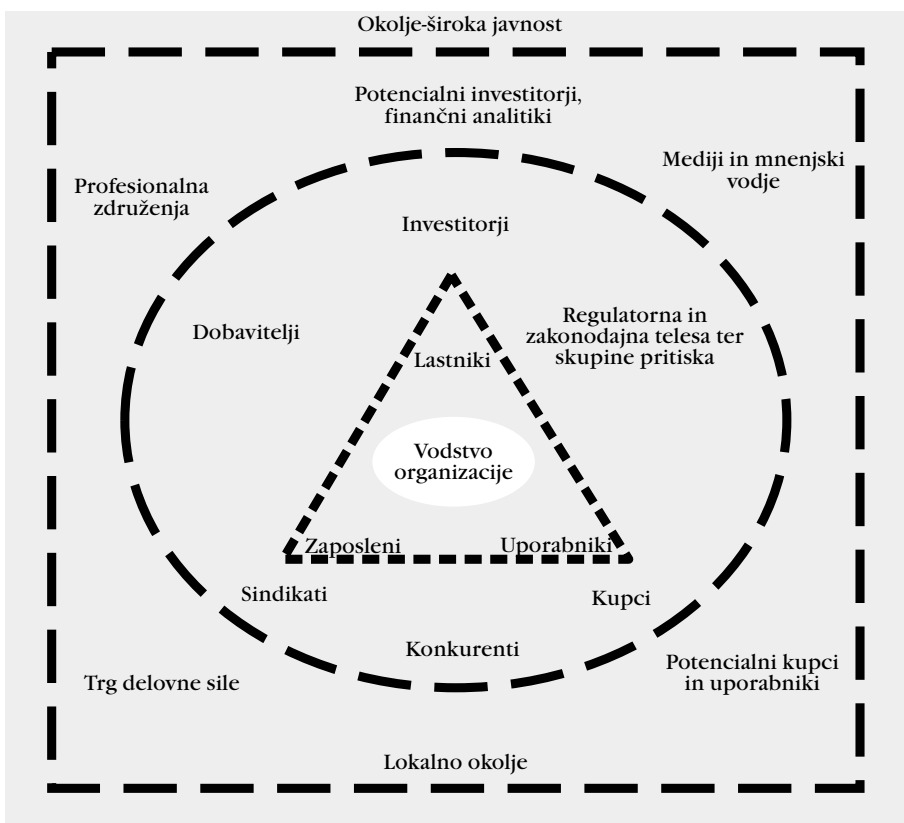 Okolje-široka javnost
Potencialni investitorji,
finančni analitiki
Mediji in mnenjski
vodje
Profesionalna
združenja
Investitorji
Regulatorna in
zakonodajna telesa ter
skupine pritiska
Dobavitelji
Lastniki
Vodstvo
organizacije
Zaposleni
Uporabniki
Sindikati
Kupci
Konkurenti
Potencialni kupci
in uporabniki
Trg delovne sile
Lokalno okolje